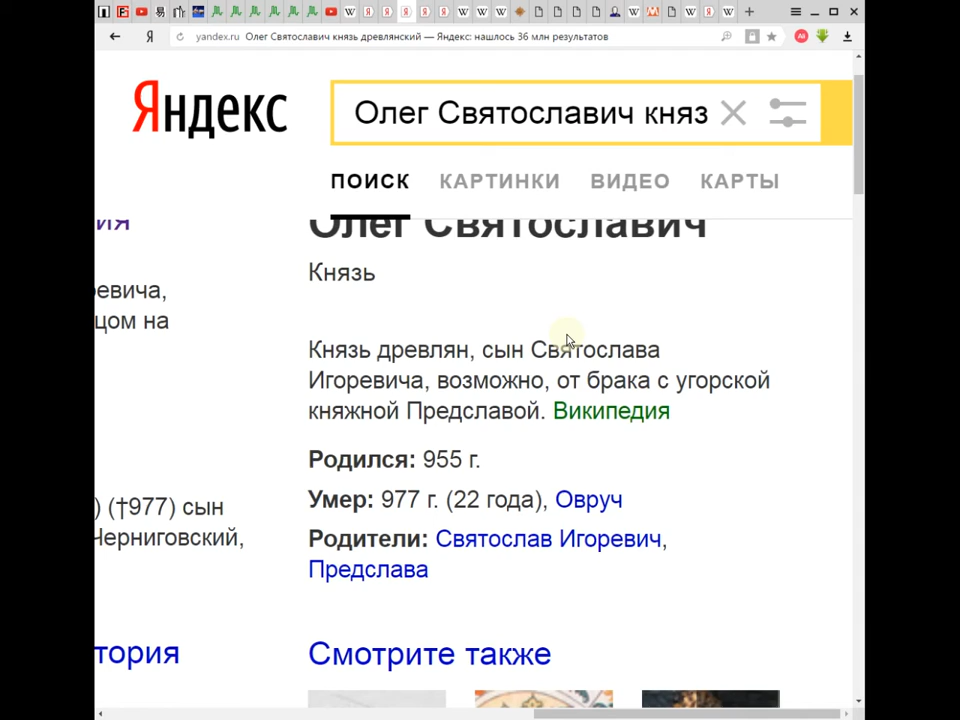 yandex.ru Олег Святославич князь древлянский — Яндекс: нашлось 36 млн результатов
Яндекс
Олег Святославич княз
ПОИСК КАРТИНКИ ВИДЕО КАРТЫ
ия
Олег Святославич
Князь
ревича,
цом на
Князь древлян, сын Святослава
Игоревича, возможно, от брака с угорской
княжной Предславой. Википедия
Родился: 955 г.
Умер: 977 г. (22 года), Овруч
) (†977) сын
Черниговский,
Родители: Святослав Игоревич,
Предслава
тория
Смотрите также